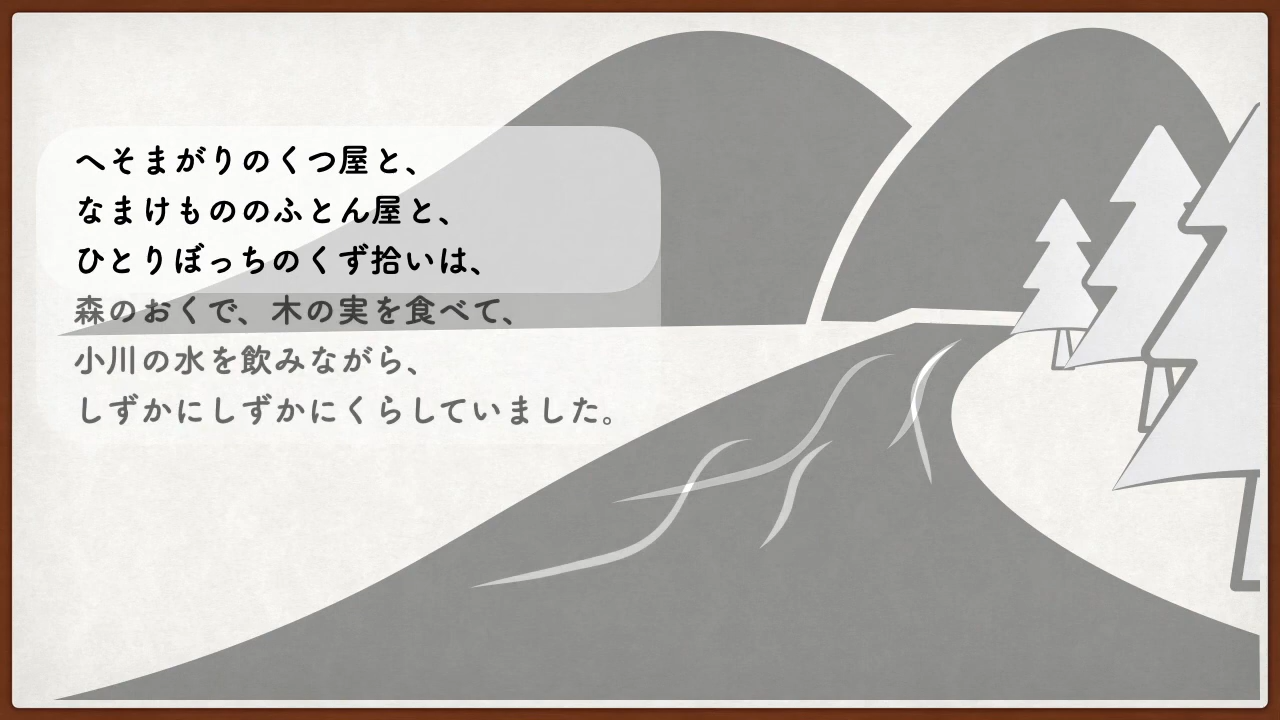 へそまがりのくつ屋と、
なまけもののふとん屋と、
ひとりぼっちのくず拾いは、
森のおくで、木の実を食べて、
小川の水を飲みながら、
しずかにしずかにくらしていました。